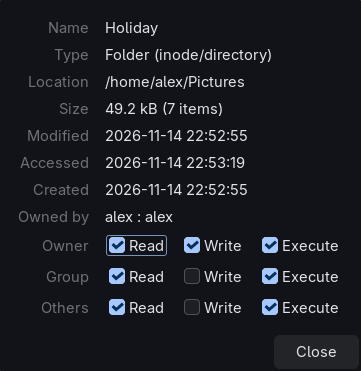 Name Holiday
Type Folder (inode/directory)
Location /home/alex/Pictures
Size 49.2 kB (7 items)
Modified 2026-11-14 22:52:55
Accessed 2026-11-14 22:53:19
Created 2026-11-14 22:52:55
Owned by alex : alex
Owner Read Write Execute
Group Read Write Execute
Others Read Write Execute
Close